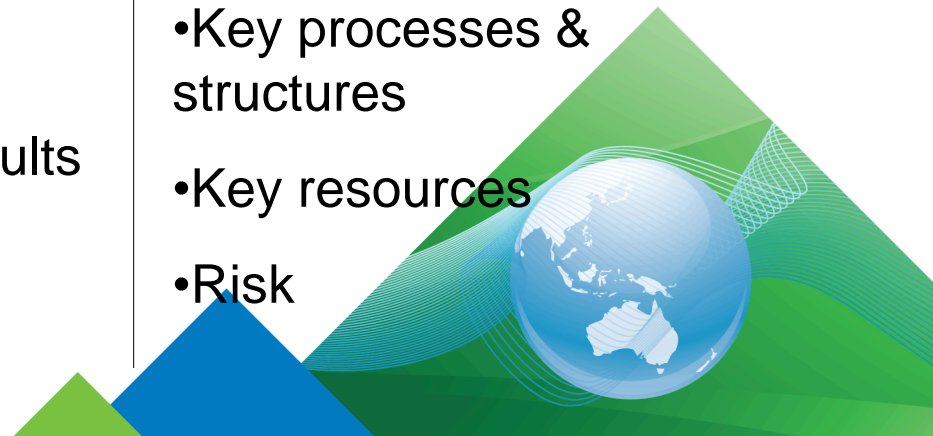 •Key processes &
structures
ults
•Key resources
•Risk